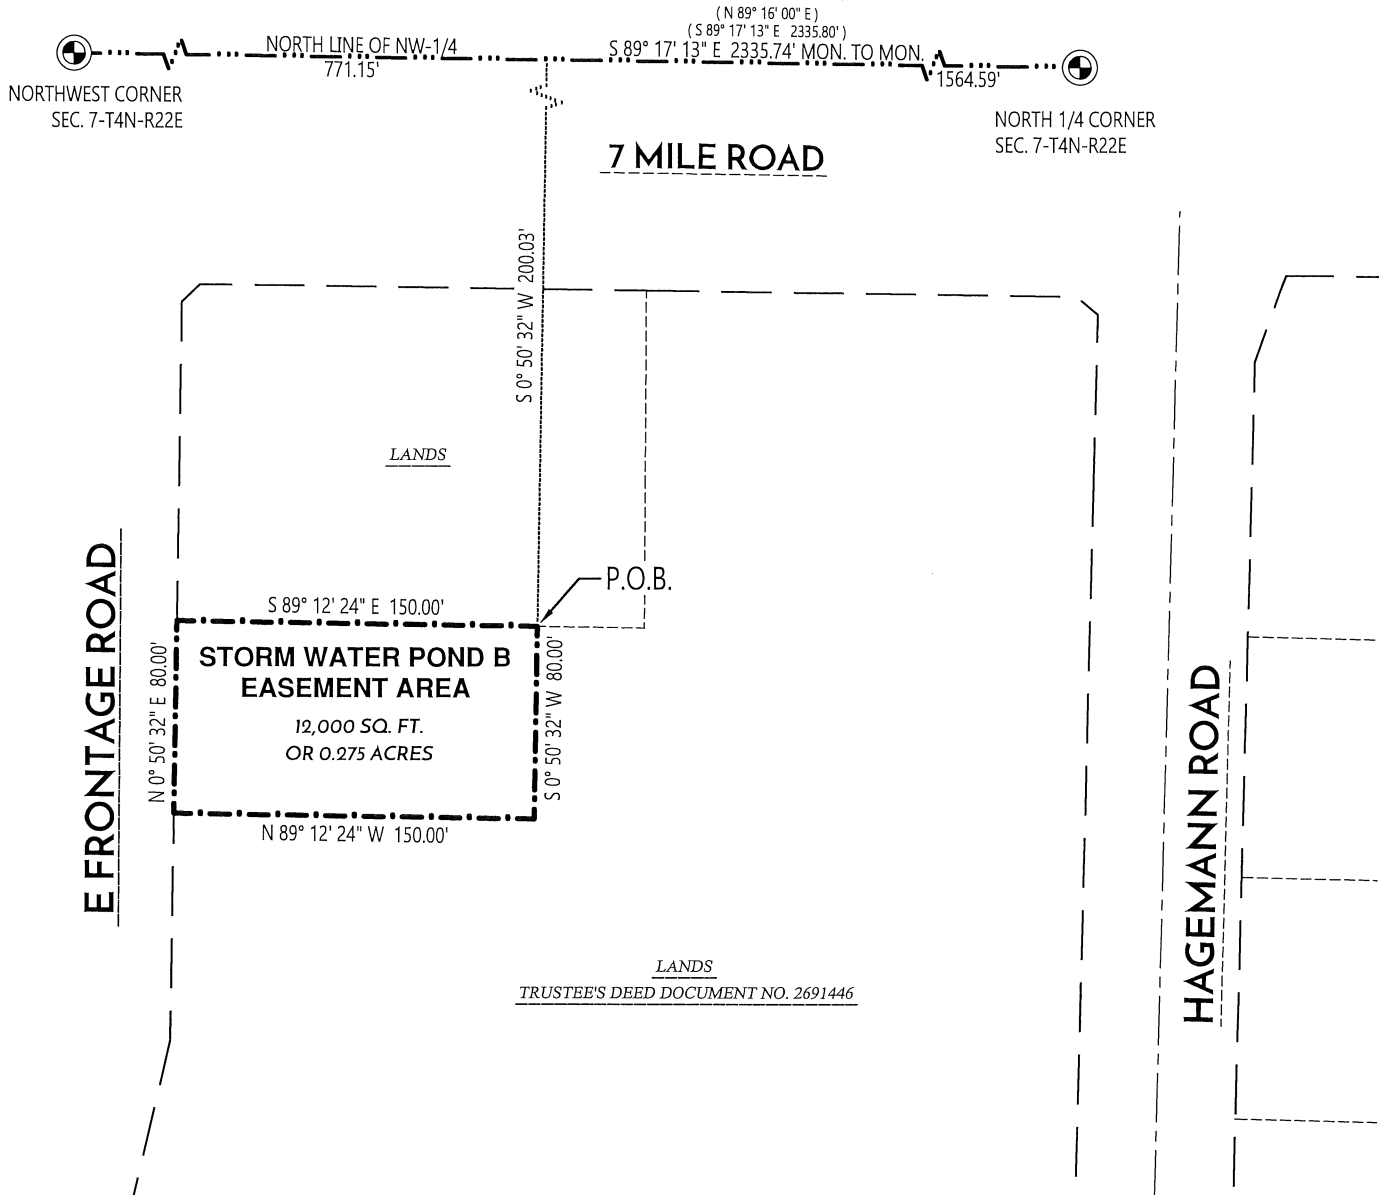 ( N 89° 16' 00" E )
( S 89° 17' 13" E 2335.80' )
NORTH LINE OF NW-1/4
S 89° 17' 13" E 2335.74' MON. TO MON.
771.15'
1564.59'
NORTHWEST CORNER
SEC. 7-T4N-R22E
NORTH 1/4 CORNER
SEC. 7-T4N-R22E
7 MILE ROAD
S 0° 50' 32" W 200.03'
LANDS
P.O.B.
S 89° 12' 24" E 150.00'
E FRONTAGE ROAD
N 0° 50' 32" E 80.00'
STORM WATER POND B
EASEMENT AREA
12,000 SQ. FT.
OR 0.275 ACRES
S 0° 50' 32" W 80.00'
N 89° 12' 24" W 150.00'
HAGEMANN ROAD
LANDS
TRUSTEE'S DEED DOCUMENT NO. 2691446